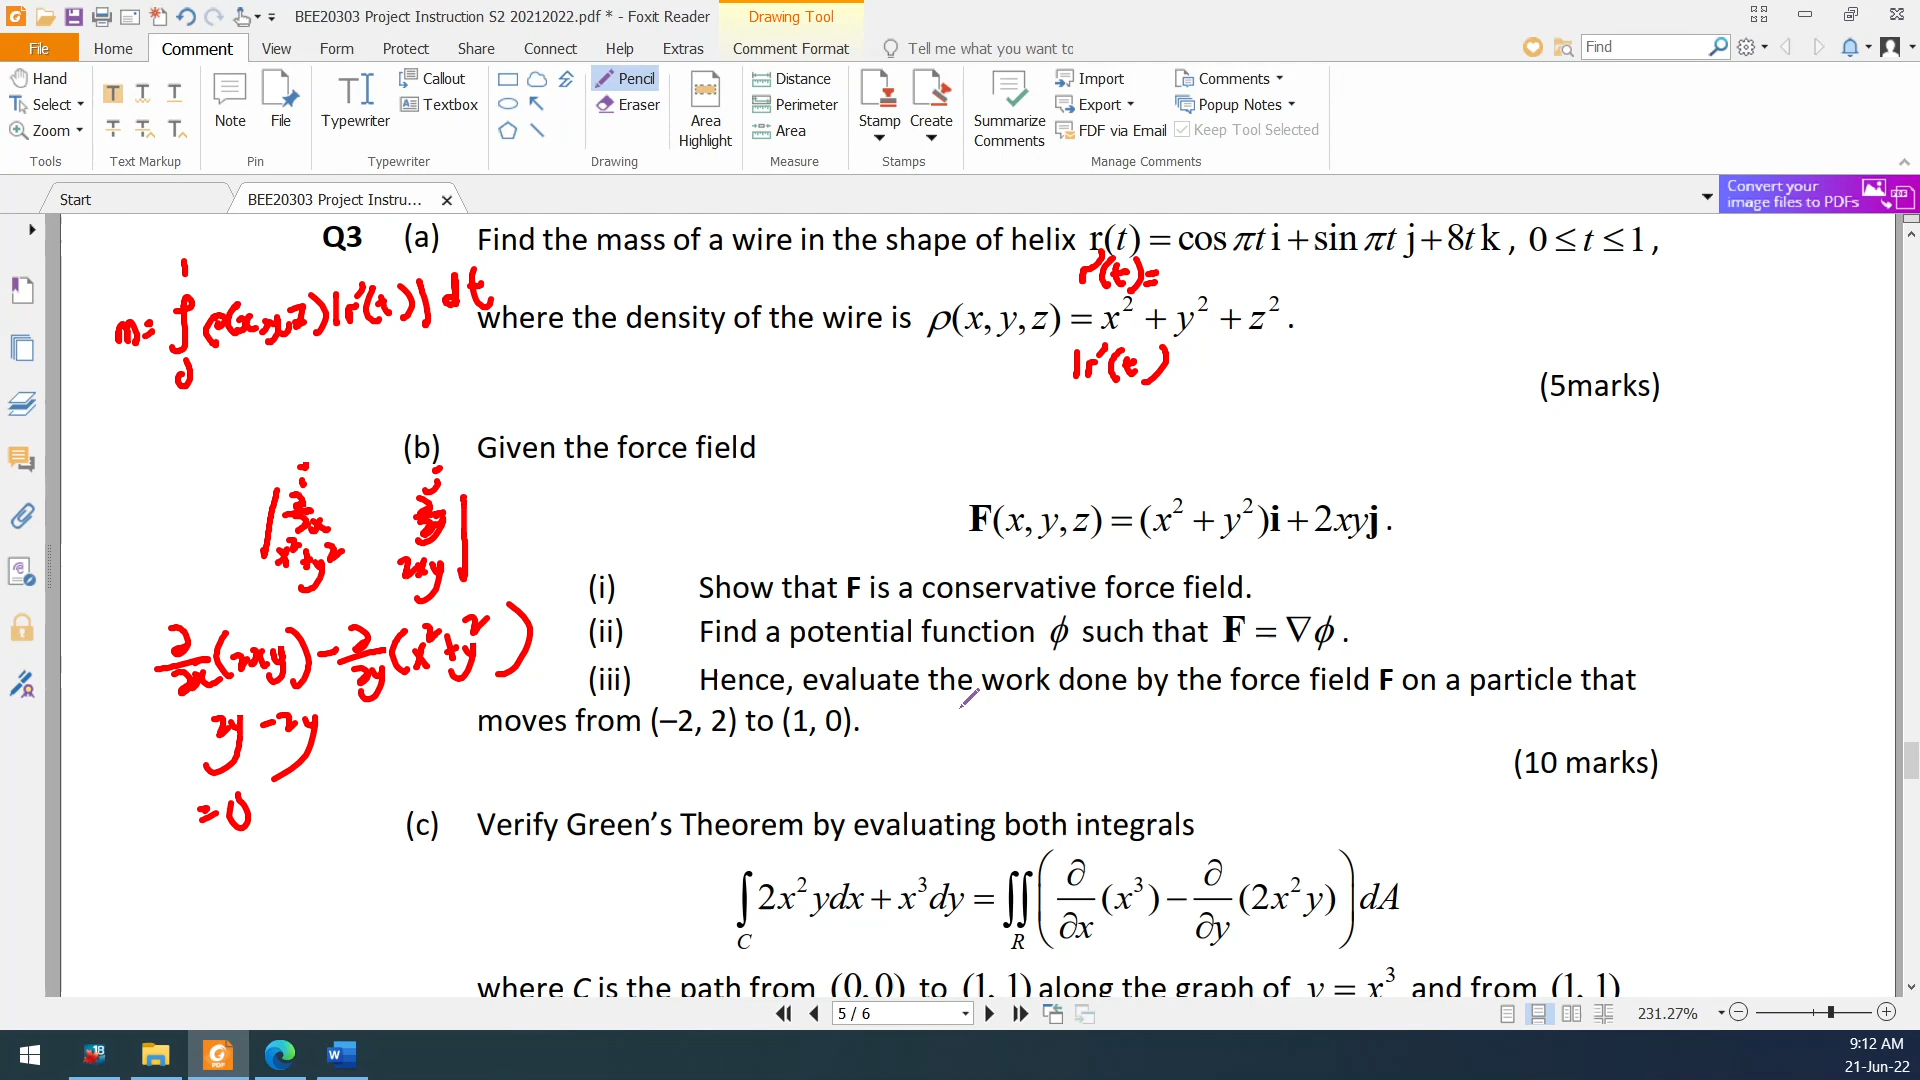 BEE20303 Project Instruction S2 20212022.pdf * - Foxit Reader
Drawing Tool
File Home Comment View Form Protect Share Connect Help Extras Comment Format Tell me what you want to Find
Hand
Select
Zoom
Tools
Text Markup
Note
File
Pin
Typewriter
Callout
Textbox
Typewriter
Pencil
Eraser
Drawing
Area Highlight
Distance
Perimeter
Area
Measure
Stamp
Create
Stamps
Summarize Comments
Import
Export
FDF via Email
Comments
Popup Notes
Keep Tool Selected
Manage Comments
Start
BEE20303 Project Instru...
Convert your
image files to PDFs
Q3 (a) Find the mass of a wire in the shape of helix r(t) = cos πt i + sin πt j + 8t k, 0 ≤ t ≤ 1,
r'(t)=
m= ∫₀¹ ρ(x,y,z)|r'(t)| dt
where the density of the wire is ρ(x, y, z) = x² + y² + z².
|r'(t)
(5marks)
(b) Given the force field
i j
∂/∂x ∂/∂y
x²+y² 2xy
F(x, y, z) = (x² + y²)i + 2xyj.
(i) Show that F is a conservative force field.
(ii) Find a potential function ϕ such that F = ∇ϕ.
∂/∂x (2xy) - ∂/∂y (x²+y²)
(iii) Hence, evaluate the work done by the force field F on a particle that
moves from (–2, 2) to (1, 0).
2y -2y
(10 marks)
=0
(c) Verify Green's Theorem by evaluating both integrals
∫_C 2x²ydx + x³dy = ∬_R (∂/∂x (x³) − ∂/∂y (2x²y)) dA
where C is the path from (0,0) to (1, 1) along the graph of y = x³ and from (1, 1)
5 / 6
231.27%
9:12 AM
21-Jun-22